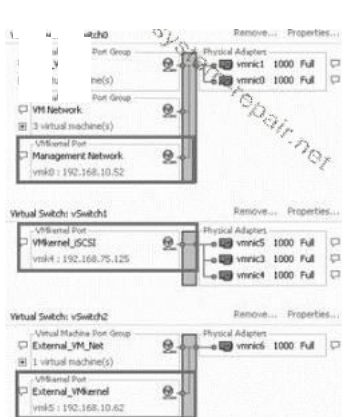 Remove... Properties...
Port Group
Physical Adapters
vmnic1 1000 Full
vmnic0 1000 Full
VM Network
3 virtual machine(s)
VMkernel Port
Management Network
vmk0 : 192.168.10.52
system-repair.net
Virtual Switch: vSwitch1
Remove... Properties...
VMkernel Port
Physical Adapters
VMkernel_iSCSI
vmnic5 1000 Full
vmk4 : 192.168.75.125
vmnic3 1000 Full
vmnic4 1000 Full
Virtual Switch: vSwitch2
Remove... Properties...
Virtual Machine Port Group
Physical Adapters
External_VM_Net
vmnic6 1000 Full
1 virtual machine(s)
VMkernel Port
External_VMkernel
vmk5 : 192.168.10.62